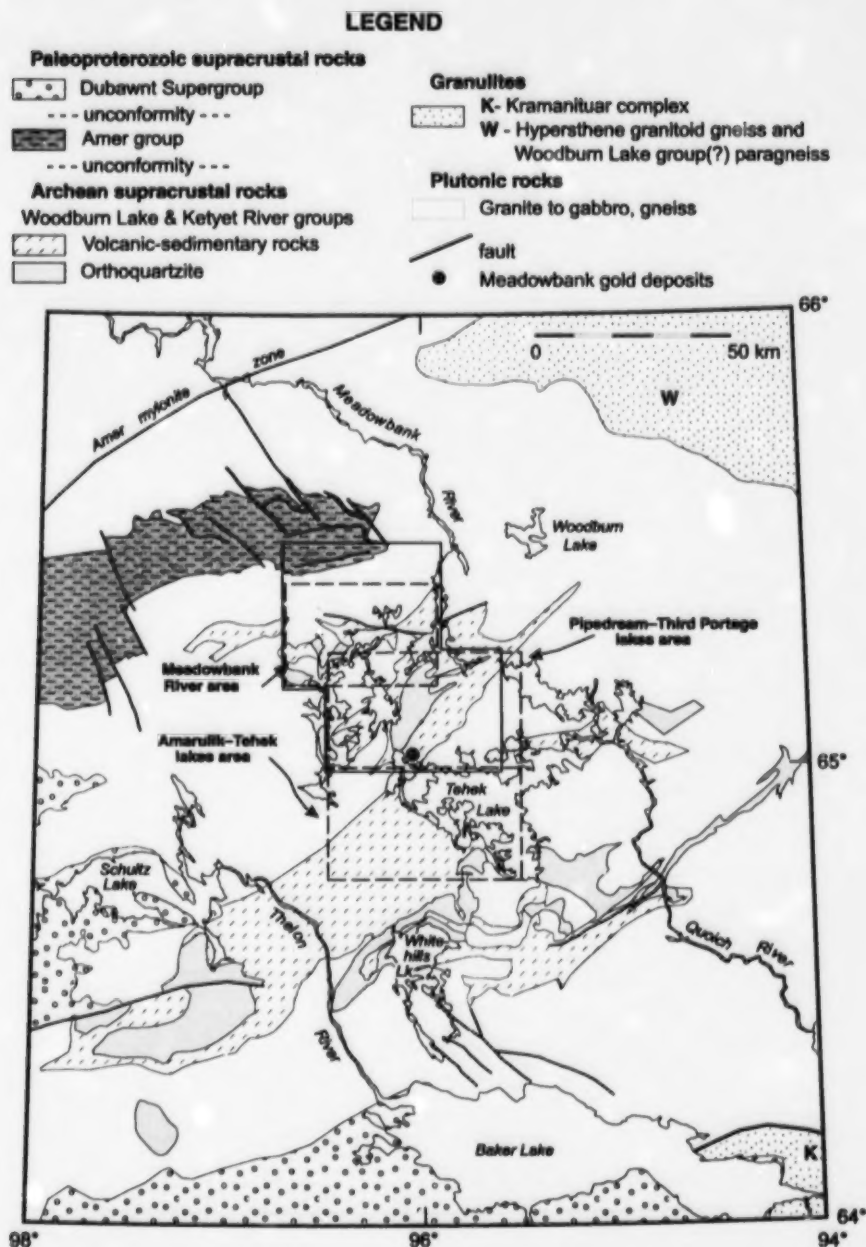 LEGEND
Paleoproterozoic supracrustal rocks
Dubawnt Supergroup
--- unconformity ---
Amer group
--- unconformity ---
Archean supracrustal rocks
Woodburn Lake & Ketyet River groups
Volcanic-sedimentary rocks
Orthoquartzite
Granulites
K- Kramanituar complex
W - Hypersthene granitoid gneiss and
Woodburn Lake group(?) paragneiss
Plutonic rocks
Granite to gabbro, gneiss
fault
Meadowbank gold deposits
66°
0 50 km
Amer mylonite zone
Meadowbank River
W
Woodburn
Lake
Pipedream–Third Portage
lakes area
Meadowbank
River area
Amarulik–Tehek
lakes area
65°
Tehek
Lake
Schultz
Lake
Thelon River
White
hills
Lk
Quoich River
Baker Lake
K
64°
98° 96° 94°